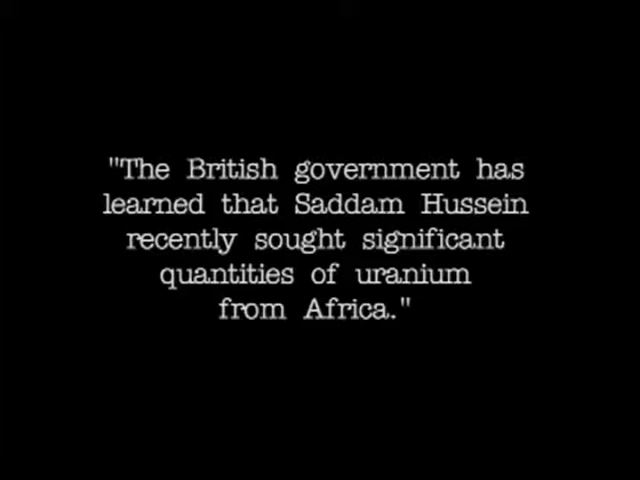 "The British government has
learned that Saddam Hussein
recently sought significant
quantities of uranium
from Africa."